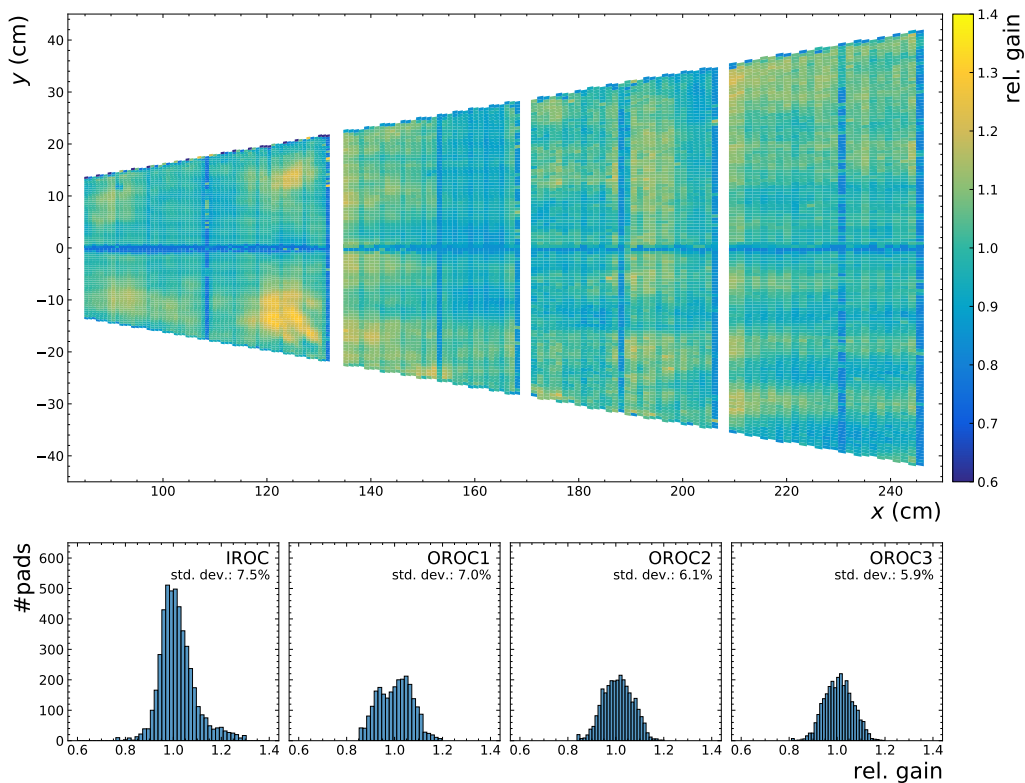 y (cm)
40
30
20
10
0
−10
−20
−30
−40
100 120 140 160 180 200 220 240
x (cm)
1.4
1.3
1.2
1.1
1.0
0.9
0.8
0.7
0.6
rel. gain
#pads
600
500
400
300
200
100
0
IROC
std. dev.: 7.5%
0.6 0.8 1.0 1.2 1.4
OROC1
std. dev.: 7.0%
0.6 0.8 1.0 1.2 1.4
OROC2
std. dev.: 6.1%
0.6 0.8 1.0 1.2 1.4
OROC3
std. dev.: 5.9%
0.6 0.8 1.0 1.2 1.4
rel. gain